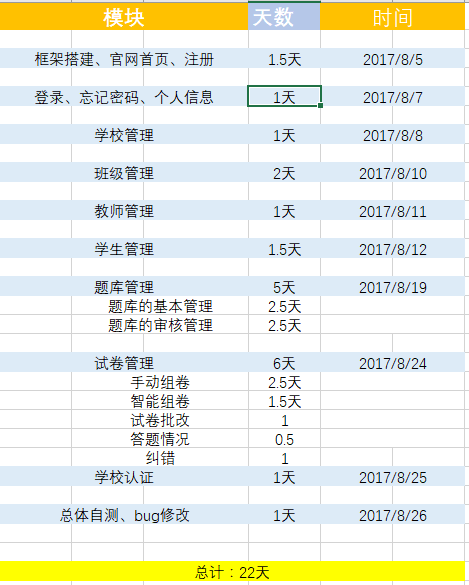 模块 天数 时间
框架搭建、官网首页、注册 1.5天 2017/8/5
登录、忘记密码、个人信息 1天 2017/8/7
学校管理 1天 2017/8/8
班级管理 2天 2017/8/10
教师管理 1天 2017/8/11
学生管理 1.5天 2017/8/12
题库管理 5天 2017/8/19
题库的基本管理 2.5天
题库的审核管理 2.5天
试卷管理 6天 2017/8/24
手动组卷 2.5天
智能组卷 1.5天
试卷批改 1
答题情况 0.5
纠错 1
学校认证 1天 2017/8/25
总体自测、bug修改 1天 2017/8/26
总计：22天